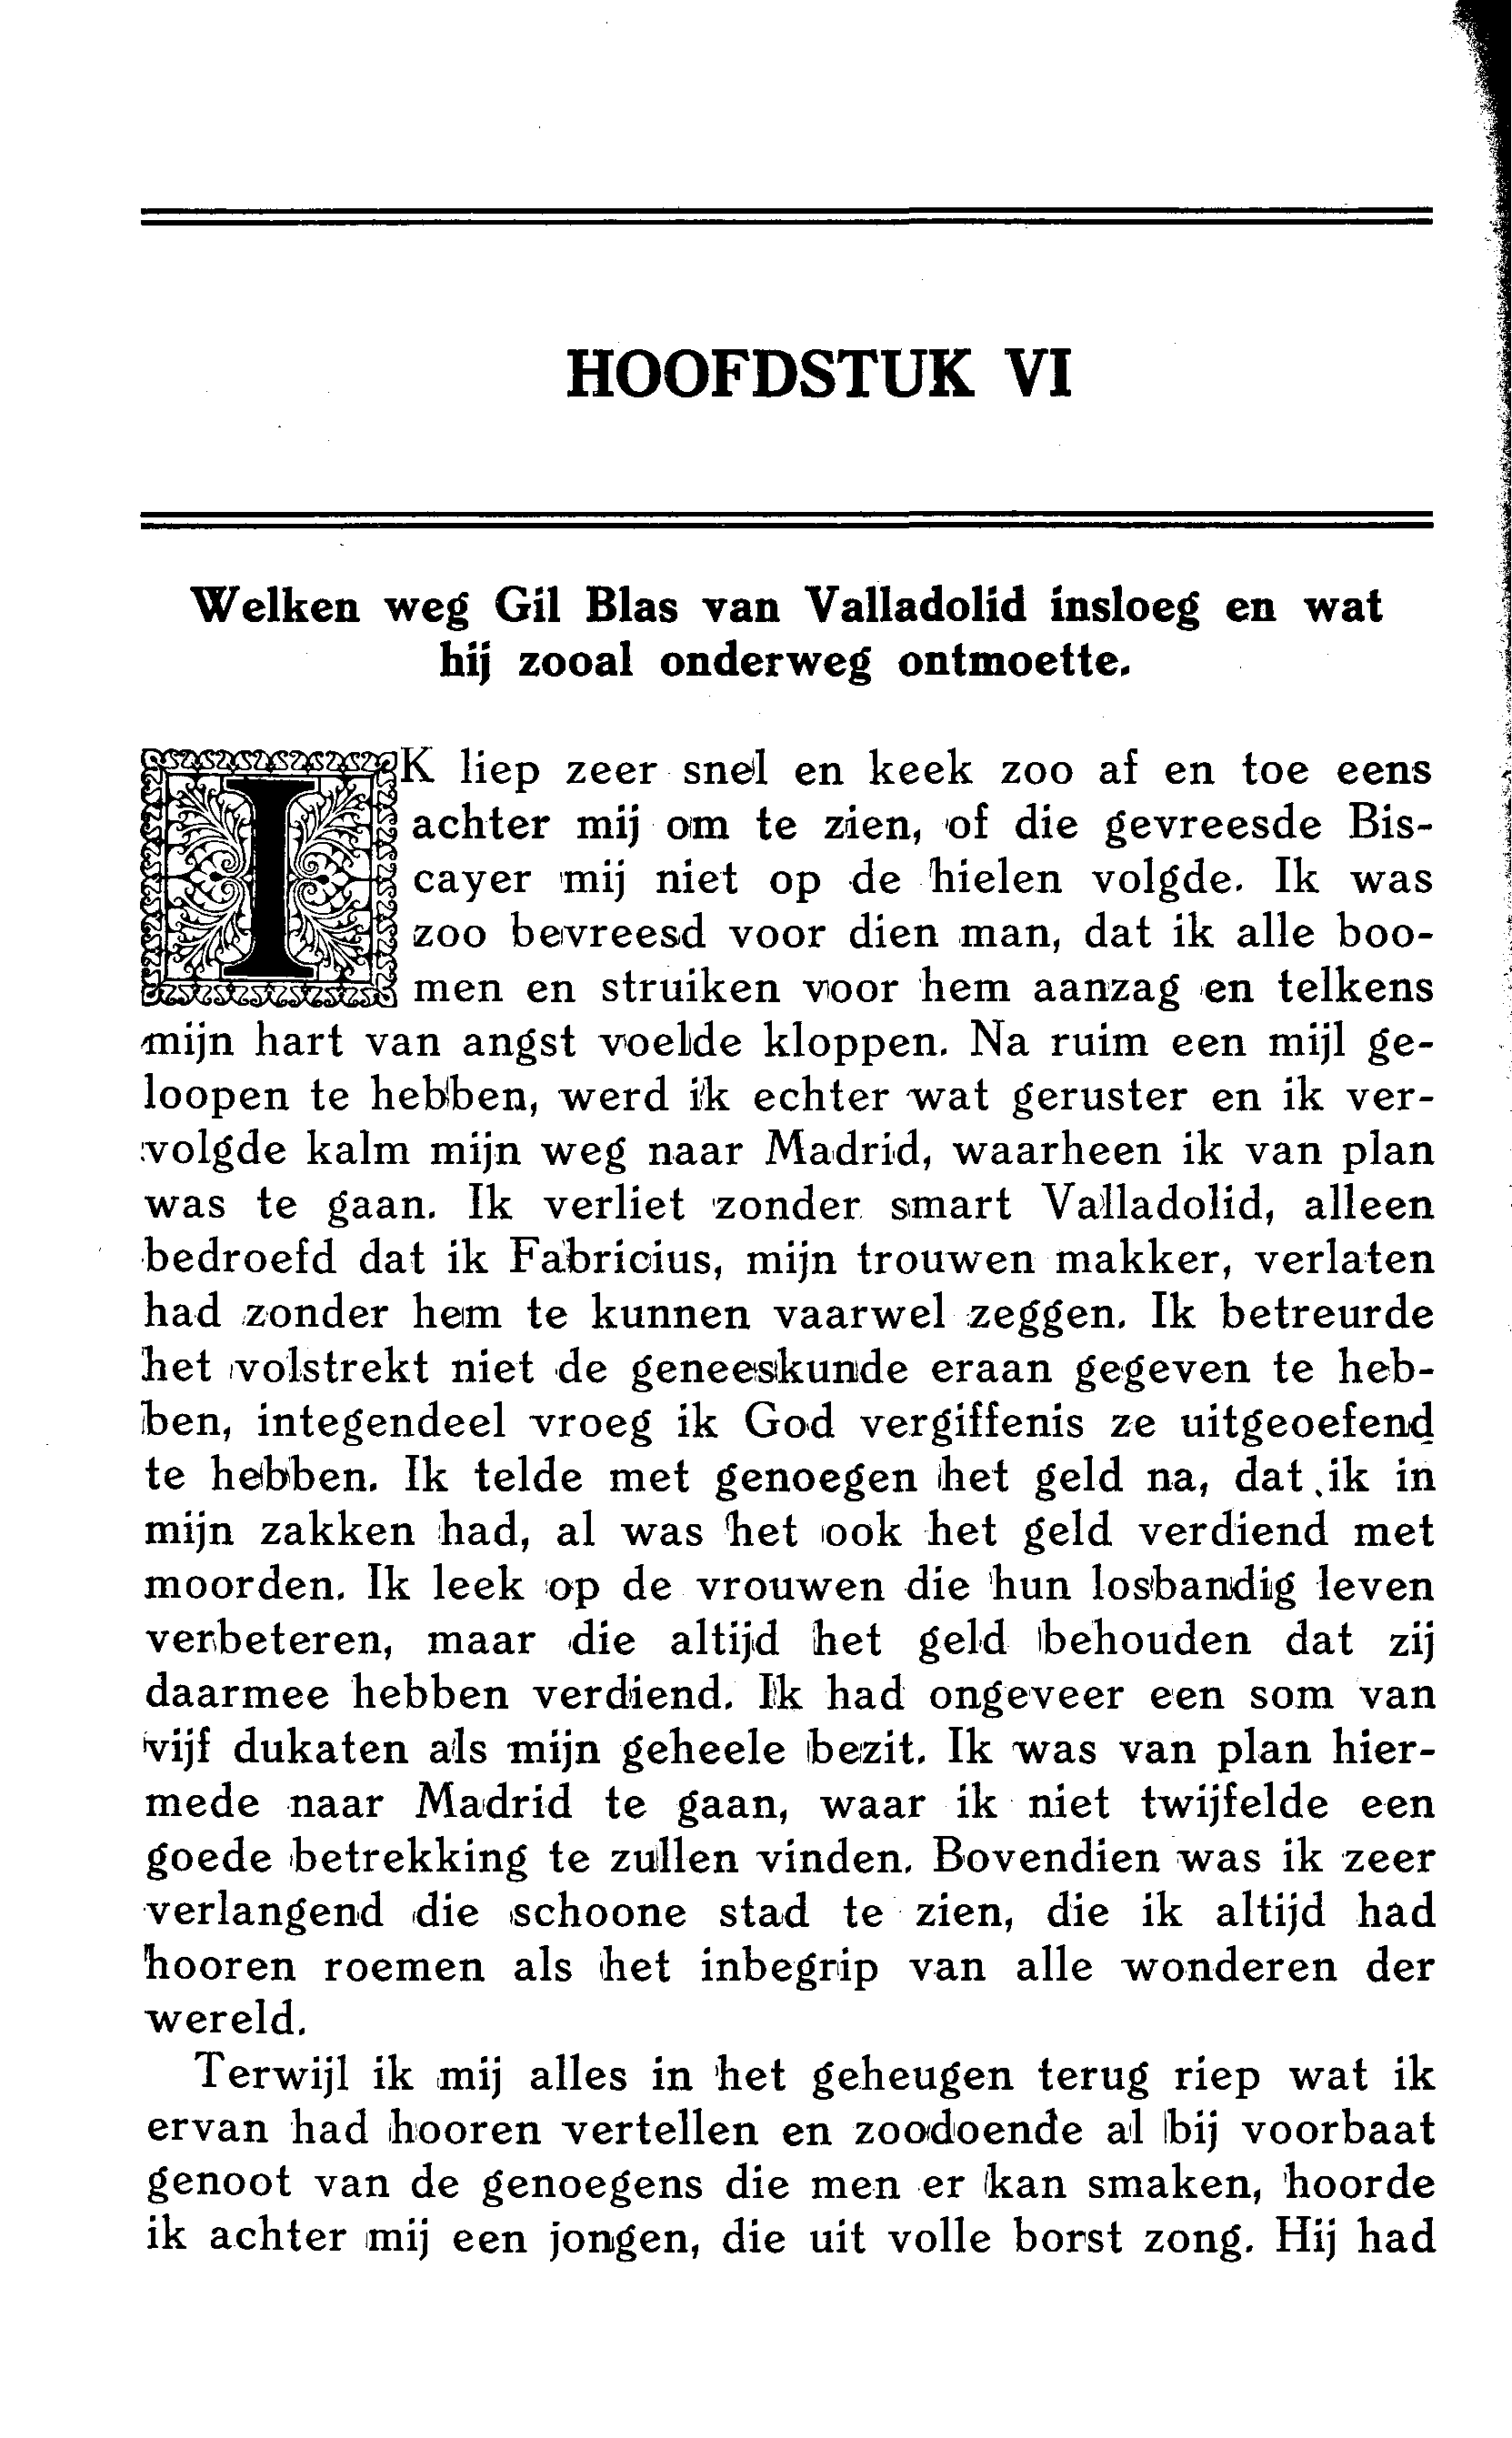 HOOFDSTUK VI
Welken weg Gil Blas van Valladolid insloeg en wat
hij zooal onderweg ontmoette.
IK liep zeer snel en keek zoo af en toe eens
achter mij om te zien, of die gevreesde Bis-
cayer mij niet op de hielen volgde. Ik was
zoo bevreesd voor dien man, dat ik alle boo-
men en struiken voor hem aanzag en telkens
mijn hart van angst voelde kloppen. Na ruim een mijl ge-
loopen te hebben, werd ik echter wat geruster en ik ver-
volgde kalm mijn weg naar Madrid, waarheen ik van plan
was te gaan. Ik verliet zonder smart Valladolid, alleen
bedroefd dat ik Fabricius, mijn trouwen makker, verlaten
had zonder hem te kunnen vaarwel zeggen. Ik betreurde
het volstrekt niet de geneeskunde eraan gegeven te heb-
ben, integendeel vroeg ik God vergiffenis ze uitgeoefend
te hebben. Ik telde met genoegen het geld na, dat ik in
mijn zakken had, al was het ook het geld verdiend met
moorden. Ik leek op de vrouwen die hun losbandig leven
verbeteren, maar die altijd het geld behouden dat zij
daarmee hebben verdiend. Ik had ongeveer een som van
vijf dukaten als mijn geheele bezit. Ik was van plan hier-
mede naar Madrid te gaan, waar ik niet twijfelde een
goede betrekking te zullen vinden. Bovendien was ik zeer
verlangend die schoone stad te zien, die ik altijd had
hooren roemen als het inbegrip van alle wonderen der
wereld.
Terwijl ik mij alles in het geheugen terug riep wat ik
ervan had hooren vertellen en zoodoende al bij voorbaat
genoot van de genoegens die men er kan smaken, hoorde
ik achter mij een jongen, die uit volle borst zong. Hij had